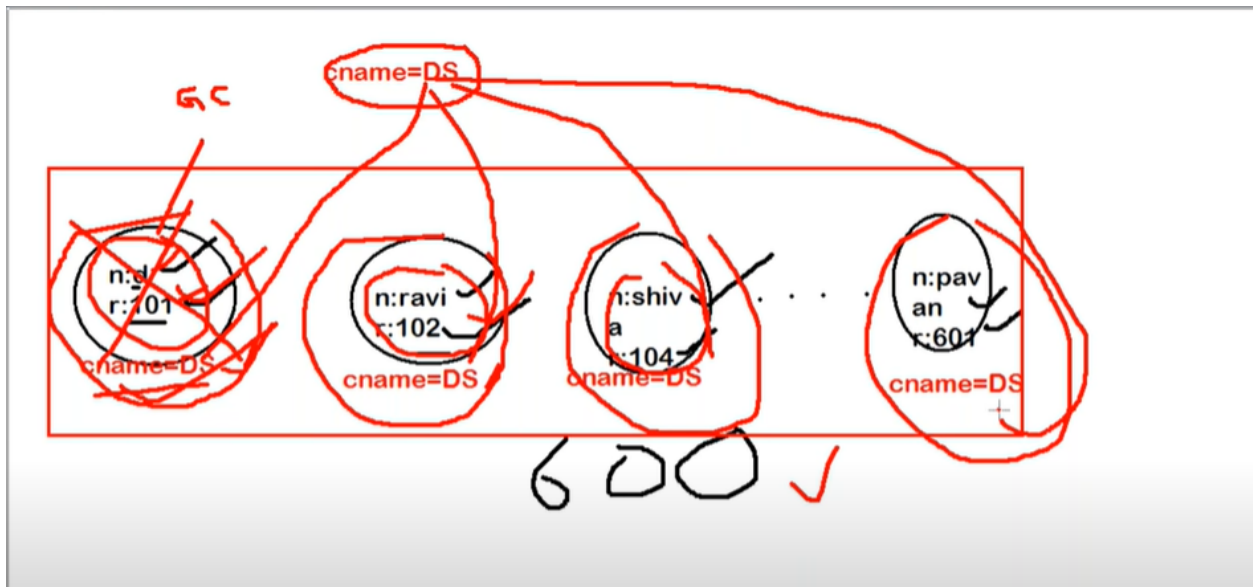 cname=DS
GC
n:d
r:101
cname=DS
n:ravi
r:102
cname=DS
n:shiv
a
r:104
cname=DS
n:pav
an
r:601
cname=DS
600